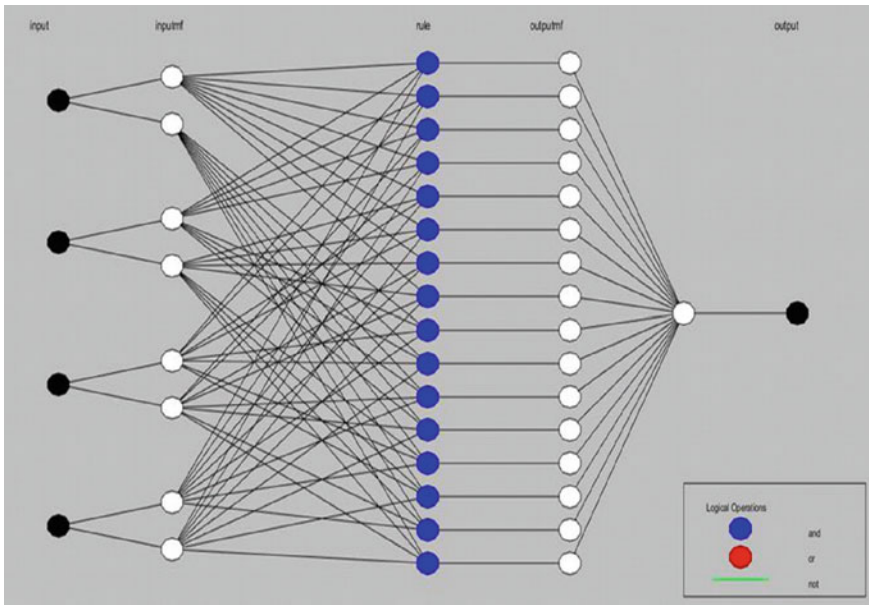 input
inputmf
rule
outputmf
output
Logical Operations
and
or
not